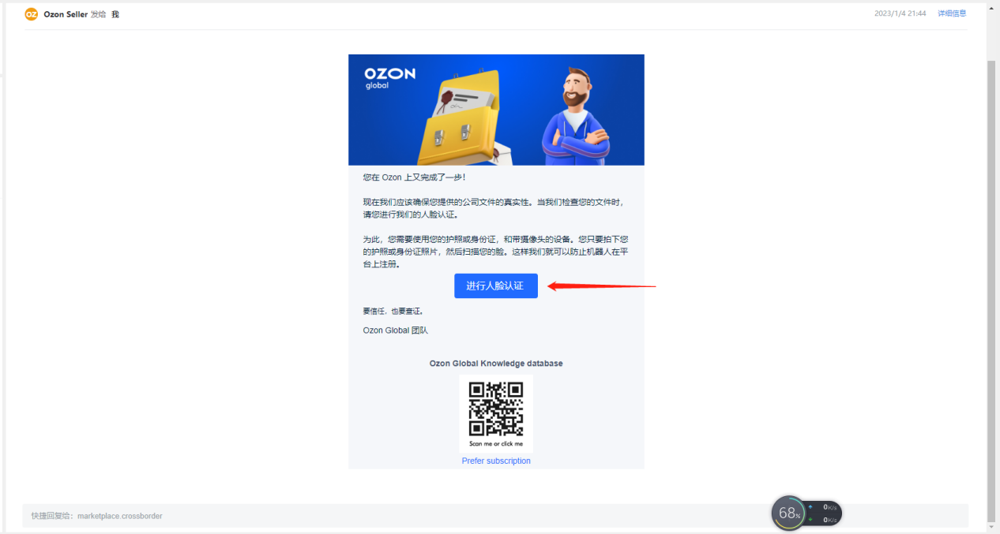 OZ Ozon Seller 发给 我 2023/1/4 21:44 详细信息
OZON
global
您在 Ozon 上又完成了一步！
现在我们应该确保您提供的公司文件的真实性。当我们检查您的文件时，
请您进行我们的人脸认证。
为此，您需要使用您的护照或身份证，和带摄像头的设备。您只要拍下您
的护照或身份证照片，然后扫描您的脸。这样我们就可以防止机器人在平
台上注册。
进行人脸认证
要信任，也要查证。
Ozon Global 团队
Ozon Global Knowledge database
Scan me or click me
Prefer subscription
快捷回复给：marketplace.crossborder
68%
0K/s
0K/s